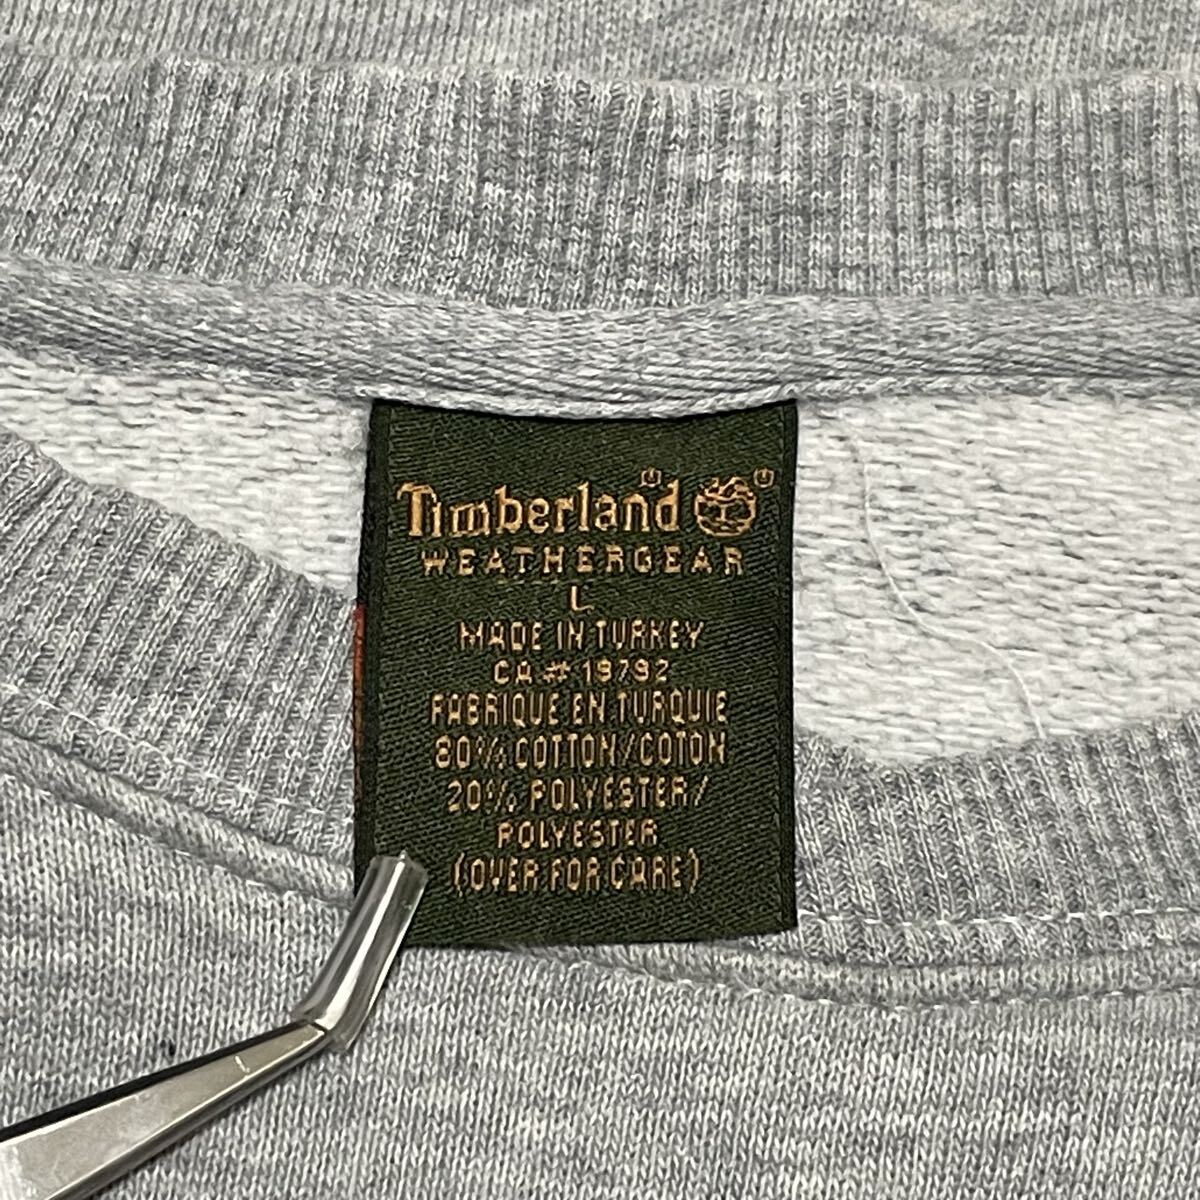 Timberland
WEATHERGEAR
L
MADE IN TURKEY
CA# 19792
FABRIQUE EN TURQUIE
80% COTTON/COTON
20% POLYESTER/
POLYESTER
(OVER FOR CARE)